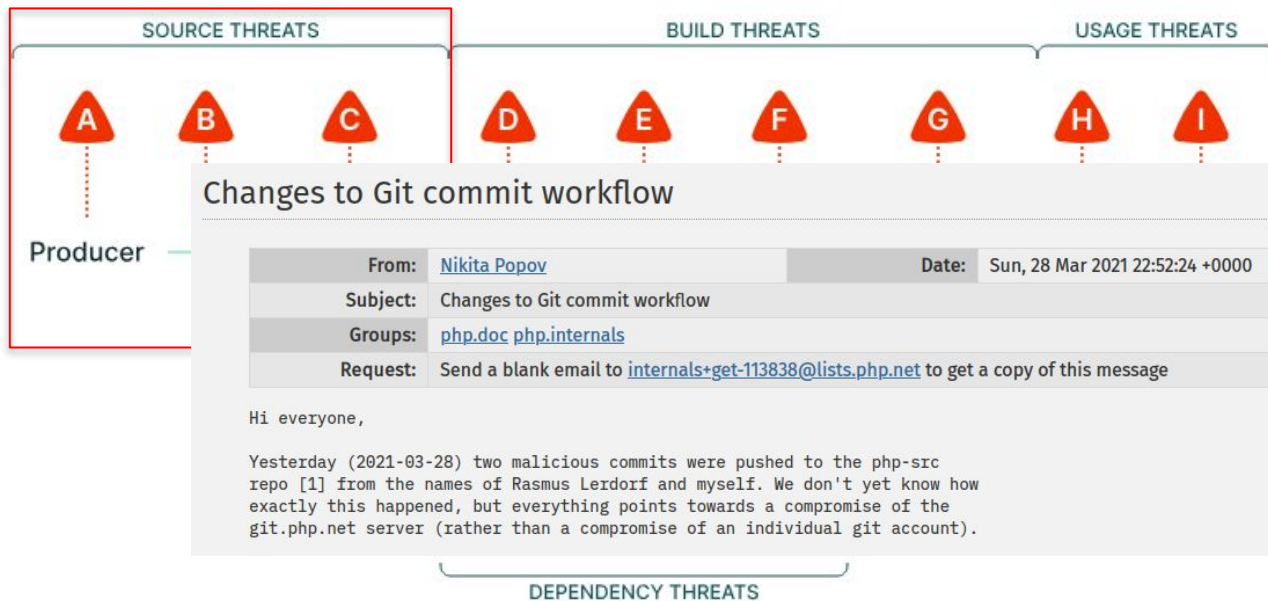 SOURCE THREATS BUILD THREATS USAGE THREATS
A B C D E F G H I
Producer
Changes to Git commit workflow
From: Nikita Popov Date: Sun, 28 Mar 2021 22:52:24 +0000
Subject: Changes to Git commit workflow
Groups: php.doc php.internals
Request: Send a blank email to internals+get-113838@lists.php.net to get a copy of this message
Hi everyone,
Yesterday (2021-03-28) two malicious commits were pushed to the php-src
repo [1] from the names of Rasmus Lerdorf and myself. We don't yet know how
exactly this happened, but everything points towards a compromise of the
git.php.net server (rather than a compromise of an individual git account).
DEPENDENCY THREATS